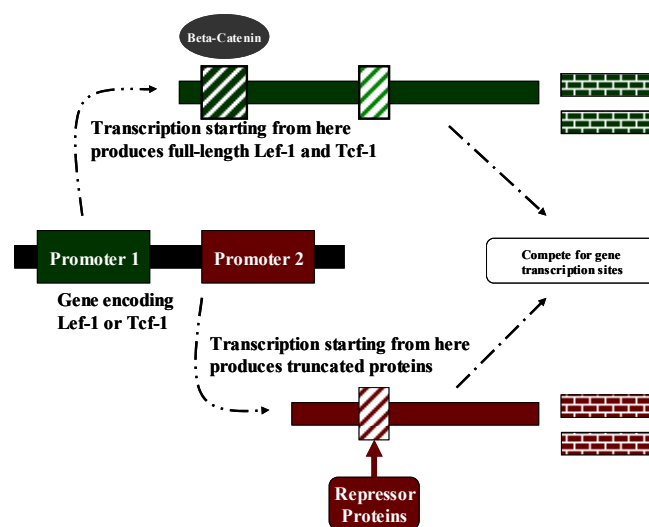 Beta-Catenin
Transcription starting from here
produces full-length Lef-1 and Tcf-1
Promoter 1
Promoter 2
Compete for gene
transcription sites
Gene encoding
Lef-1 or Tcf-1
Transcription starting from here
produces truncated proteins
Repressor
Proteins